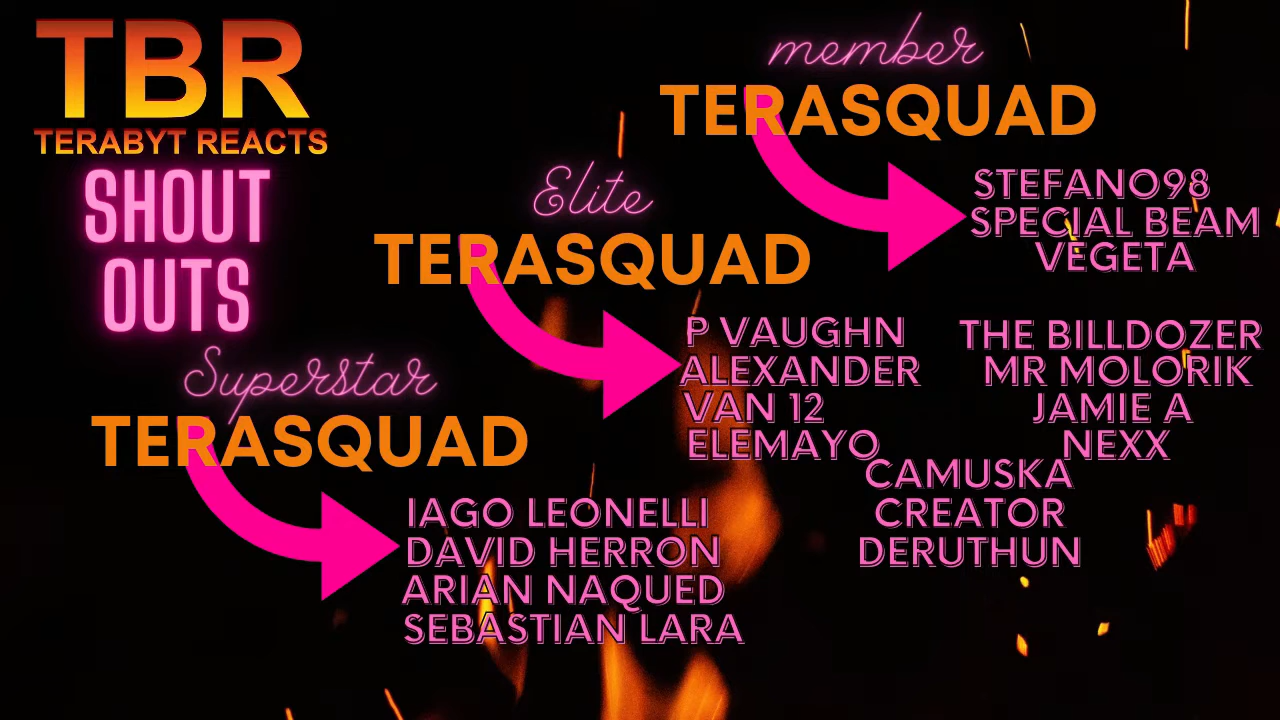 TBR
TERABYT REACTS
SHOUT
OUTS
member
TERASQUAD
STEFANO98
SPECIAL BEAM
VEGETA
Elite
TERASQUAD
P VAUGHN
ALEXANDER
VAN 12
ELEMAYO
THE BILLDOZER
MR MOLORIK
JAMIE A
NEXX
CAMUSKA
CREATOR
DERUTHUN
Superstar
TERASQUAD
IAGO LEONELLI
DAVID HERRON
ARIAN NAQUED
SEBASTIAN LARA